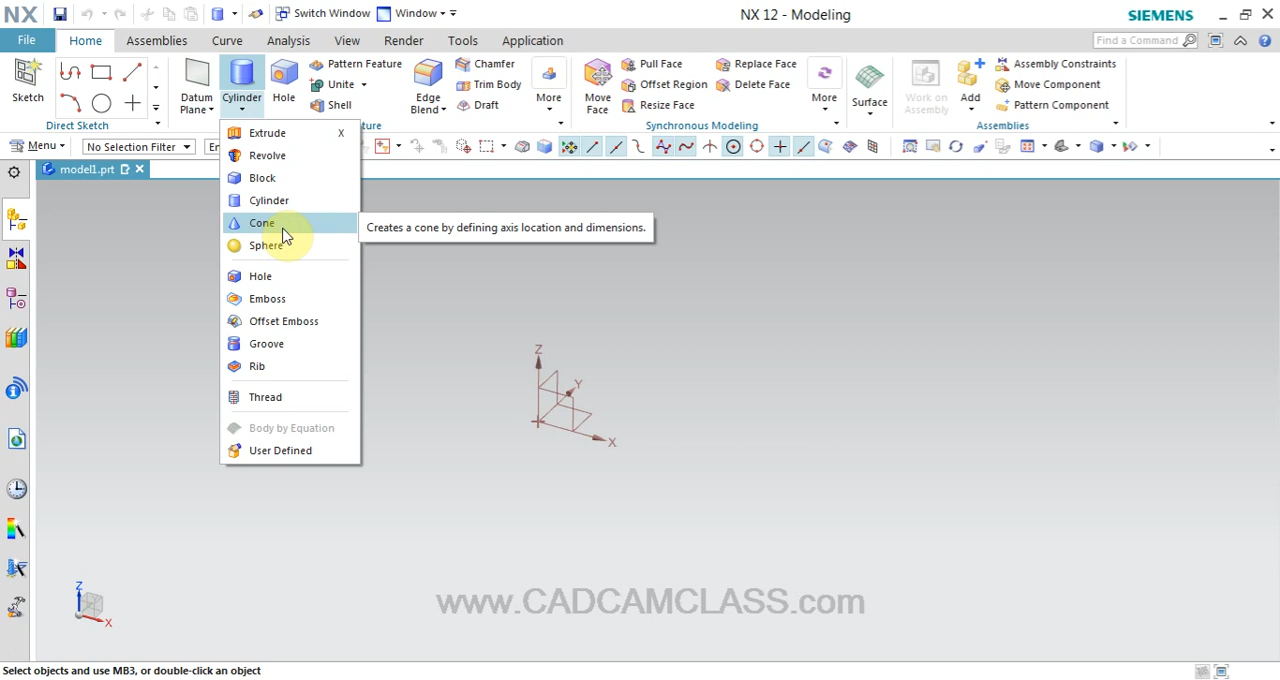 NX Switch Window Window NX 12 - Modeling SIEMENS
File Home Assemblies Curve Analysis View Render Tools Application Find a Command
Sketch
Direct Sketch
Datum Plane
Cylinder
Hole
Pattern Feature
Unite
Shell
Edge Blend
Chamfer
Trim Body
Draft
More
Move Face
Pull Face
Offset Region
Resize Face
Replace Face
Delete Face
More
Synchronous Modeling
Surface
Work on Assembly
Add
Assembly Constraints
Move Component
Pattern Component
Assemblies
Menu No Selection Filter
model1.prt
Extrude X
Revolve
Block
Cylinder
Cone
Sphere
Hole
Emboss
Offset Emboss
Groove
Rib
Thread
Body by Equation
User Defined
Creates a cone by defining axis location and dimensions.
Z
Y
X
Z
X
www.CADCAMCLASS.com
Select objects and use MB3, or double-click an object